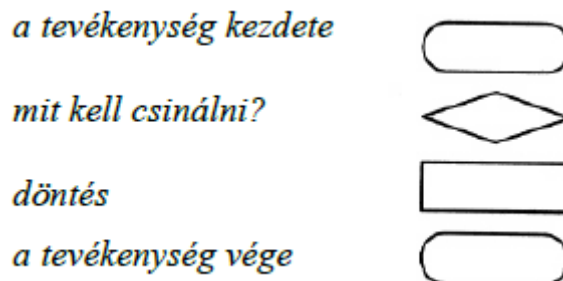 a tevékenység kezdete
mit kell csinálni?
döntés
a tevékenység vége